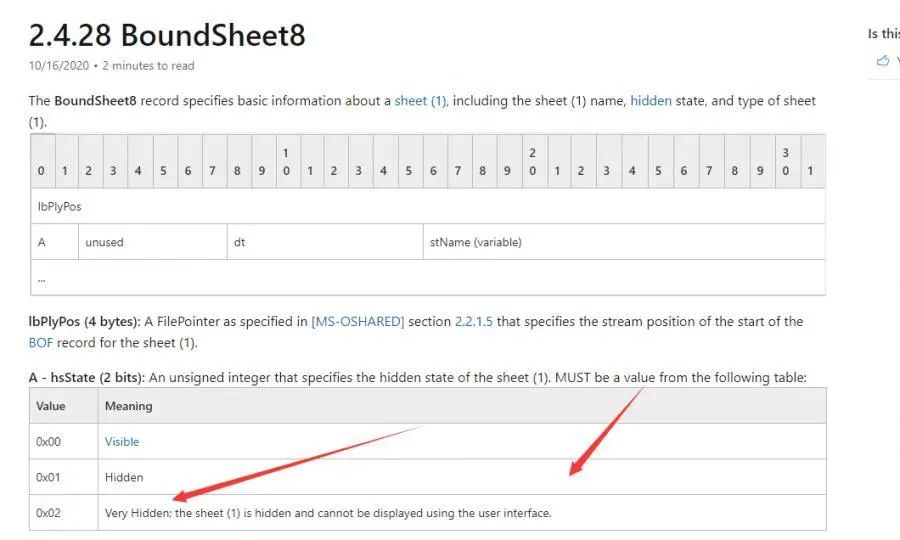 2.4.28 BoundSheet8
Is this
10/16/2020 • 2 minutes to read
The BoundSheet8 record specifies basic information about a sheet (1), including the sheet (1) name, hidden state, and type of sheet
(1).
0 1 2 3 4 5 6 7 8 9 10 1 2 3 4 5 6 7 8 9 20 1 2 3 4 5 6 7 8 9 30 1
lbPlyPos
A unused dt stName (variable)
...
lbPlyPos (4 bytes): A FilePointer as specified in [MS-OSHARED] section 2.2.1.5 that specifies the stream position of the start of the
BOF record for the sheet (1).
A - hsState (2 bits): An unsigned integer that specifies the hidden state of the sheet (1). MUST be a value from the following table:
Value Meaning
0x00 Visible
0x01 Hidden
0x02 Very Hidden; the sheet (1) is hidden and cannot be displayed using the user interface.